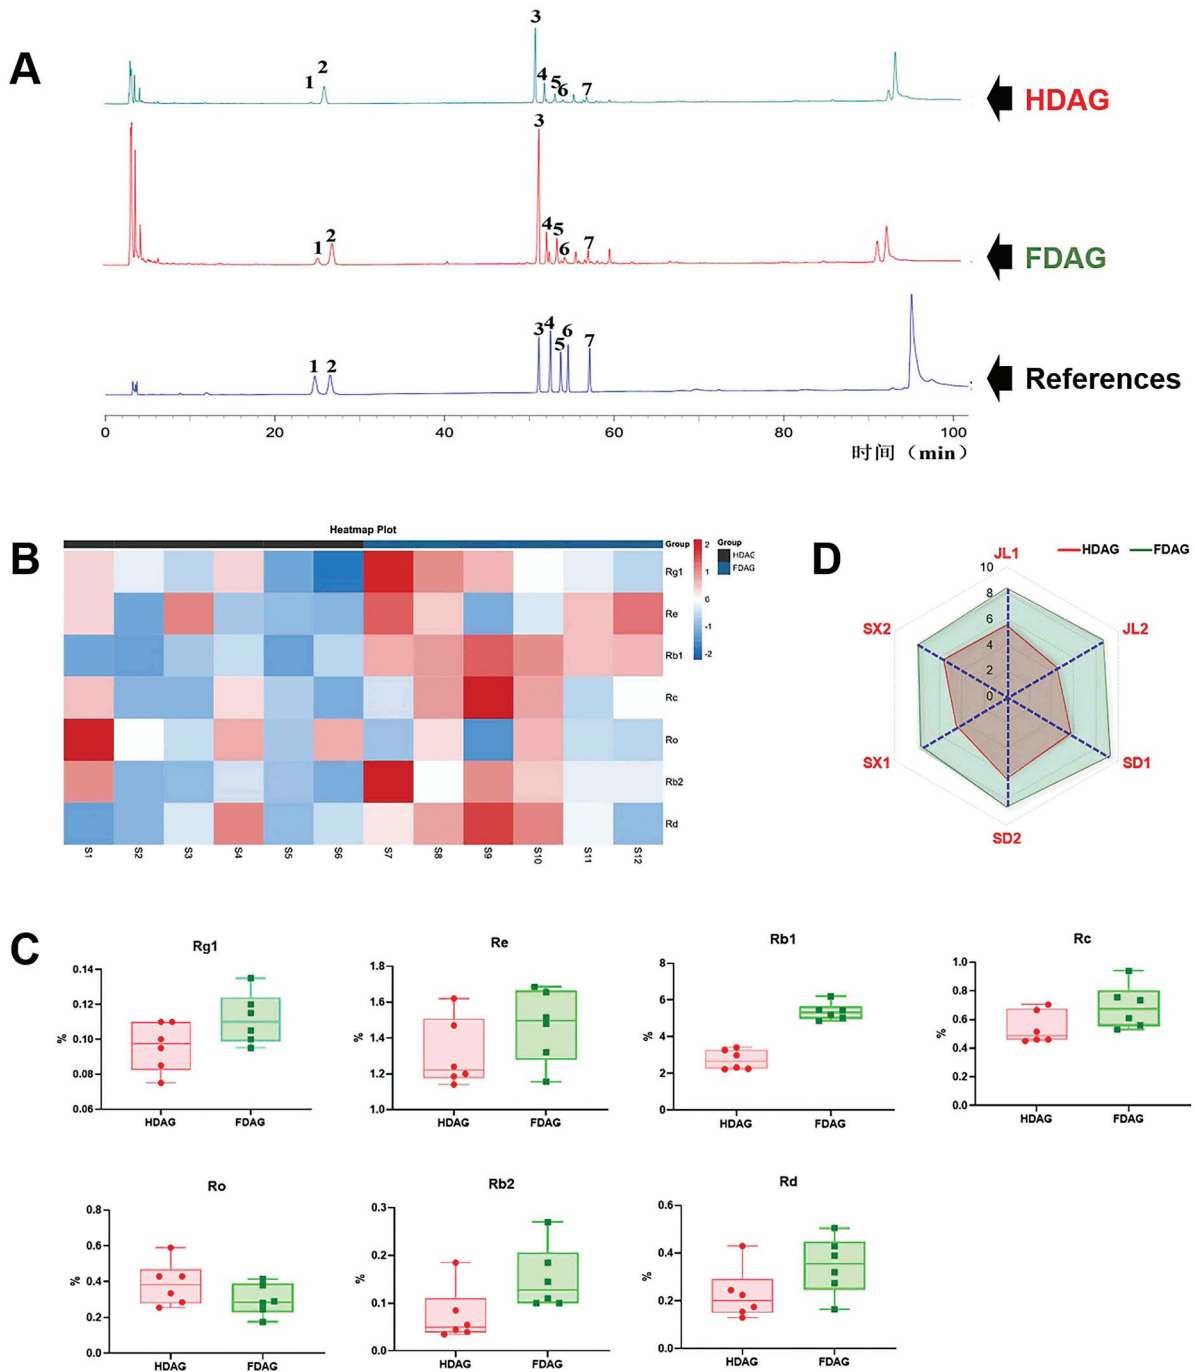 A
3
1
2
4
5
6
7
HDAG
3
1
2
4
5
6
7
FDAG
1
2
3
4
5
6
7
References
0 20 40 60 80 100
时间（min）
B
Heatmap Plot
Group
Rg1
Re
Rb1
Rc
Ro
Rb2
Rd
2
1
0
-1
-2
Group
HDAG
FDAG
S1 S2 S3 S4 S5 S6 S7 S8 S9 S10 S11 S12
D
HDAG FDAG
JL1
JL2
SD1
SD2
SX1
SX2
10
8
6
4
2
0
C
Rg1
%
0.14
0.12
0.10
0.08
0.06
HDAG FDAG
Re
%
1.8
1.6
1.4
1.2
1.0
HDAG FDAG
Rb1
%
8
6
4
2
0
HDAG FDAG
Rc
%
1.0
0.8
0.6
0.4
0.2
0.0
HDAG FDAG
Ro
%
0.8
0.6
0.4
0.2
0.0
HDAG FDAG
Rb2
%
0.3
0.2
0.1
0.0
HDAG FDAG
Rd
%
0.6
0.4
0.2
0.0
HDAG FDAG